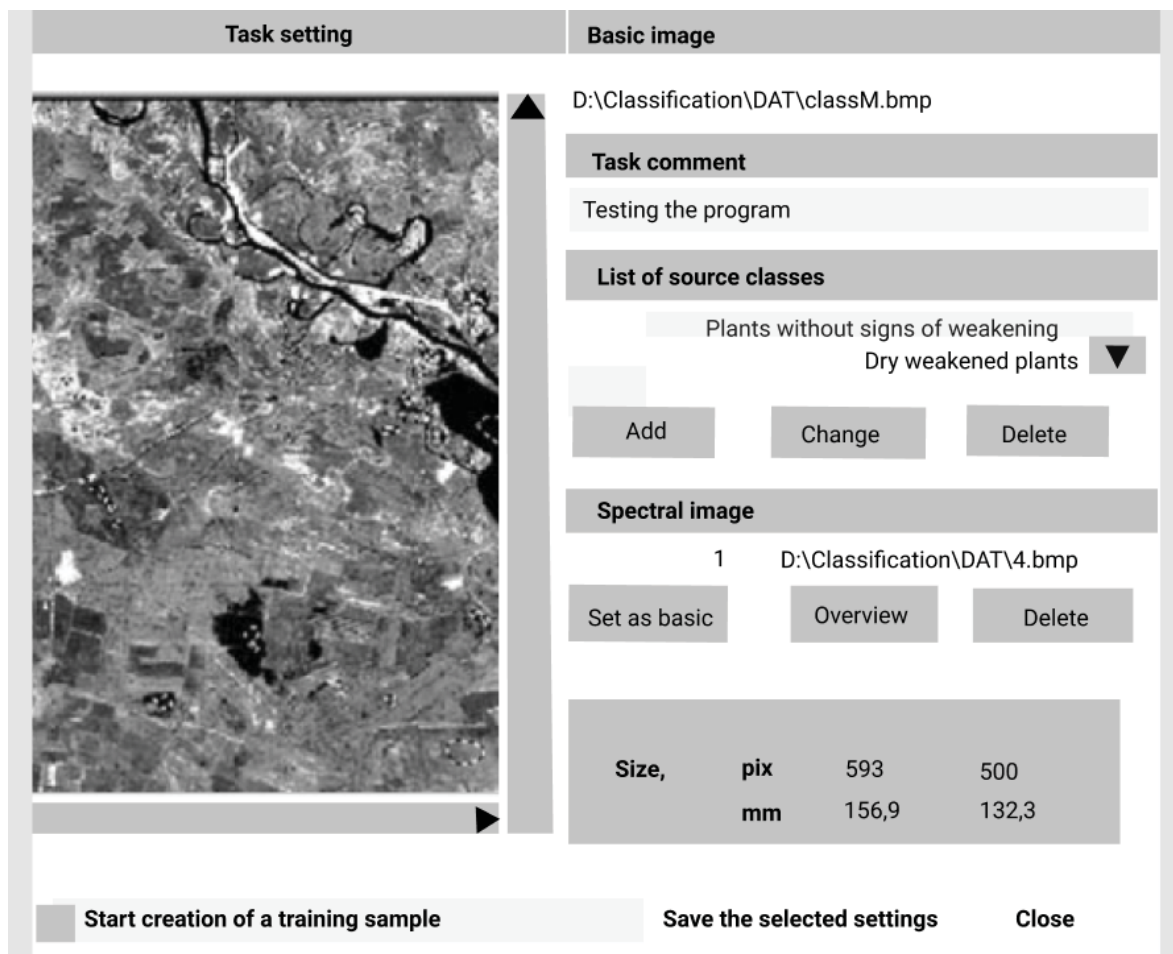 Task setting
Basic image
D:\Classification\DAT\classM.bmp
Task comment
Testing the program
List of source classes
Plants without signs of weakening
Dry weakened plants
Add Change Delete
Spectral image
1 D:\Classification\DAT\4.bmp
Set as basic Overview Delete
Size, pix 593 500
mm 156,9 132,3
Start creation of a training sample Save the selected settings Close